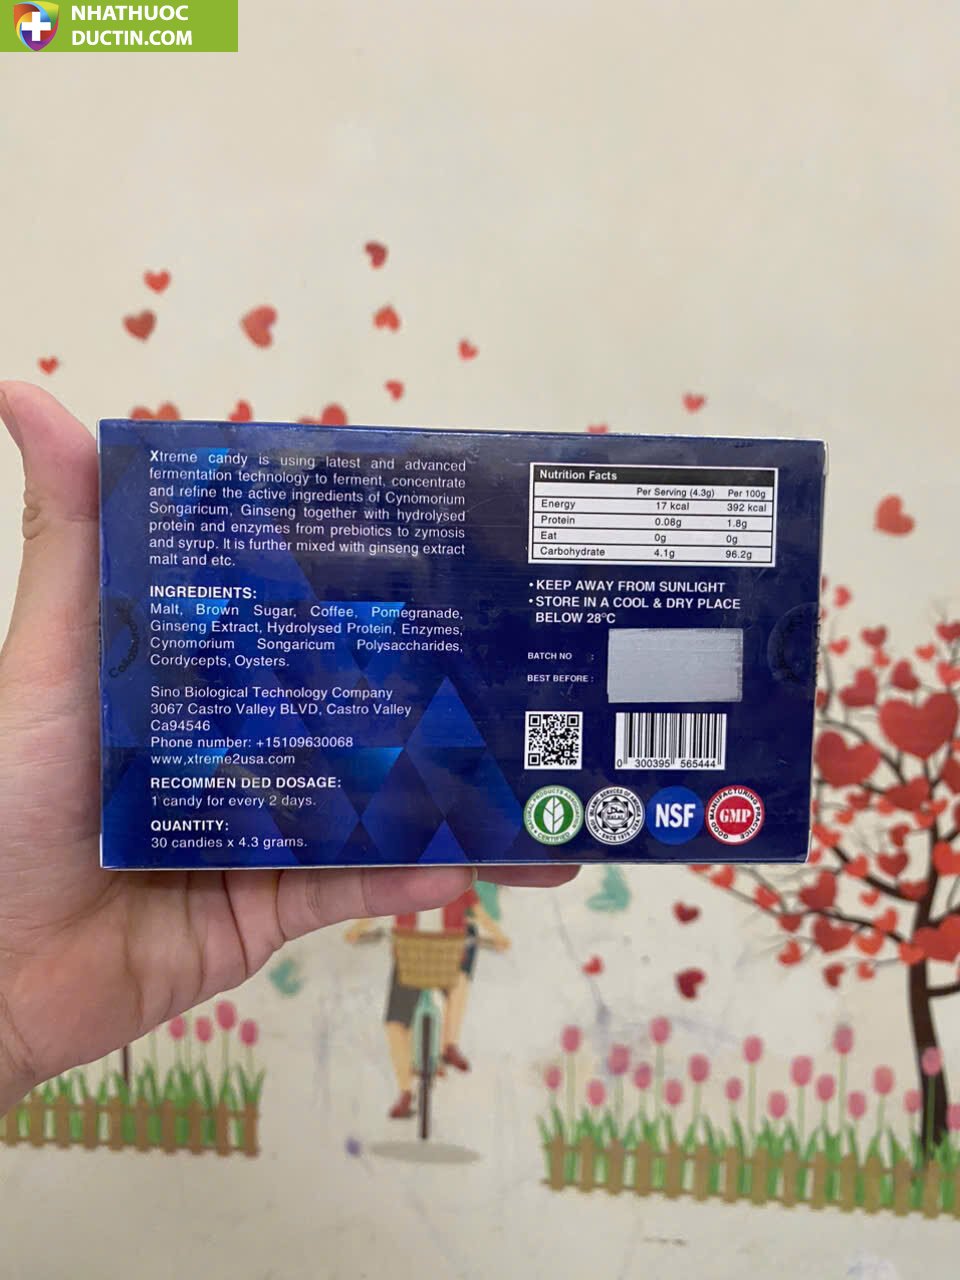 NHATHUOC
DUCTIN.COM
Xtreme candy is using latest and advanced
fermentation technology to ferment, concentrate
and refine the active ingredients of Cynomorium
Songaricum, Ginseng together with hydrolysed
protein and enzymes from prebiotics to zymosis
and syrup. It is further mixed with ginseng extract
malt and etc.
INGREDIENTS:
Malt, Brown Sugar, Coffee, Pomegranade,
Ginseng Extract, Hydrolysed Protein, Enzymes,
Cynomorium Songaricum Polysaccharides,
Cordycepts, Oysters.
Sino Biological Technology Company
3067 Castro Valley BLVD, Castro Valley
Ca94546
Phone number: +15109630068
www,xtreme2usa.com
RECOMMEN DED DOSAGE:
1 candy for every 2 days.
QUANTITY:
30 candies x 4.3 grams.
Nutrition Facts
Per Serving (4.3g) Per 100g
Energy 17 kcal 392 kcal
Protein 0.08g 1.8g
Eat 0g 0g
Carbohydrate 4.1g 96.2g
• KEEP AWAY FROM SUNLIGHT
• STORE IN A COOL & DRY PLACE
BELOW 28°C
BATCH NO :
BEST BEFORE :
0 300395 565444
CERTIFIED
HALAL
NSF
GOOD MANUFACTURING PRACTICE
GMP